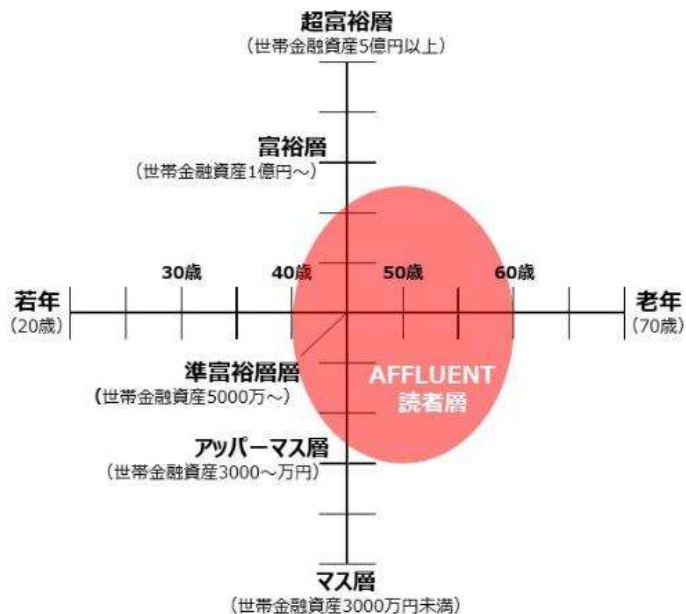 超富裕層
（世帯金融資産5億円以上）
富裕層
（世帯金融資産1億円～）
30歳
40歳
50歳
60歳
若年
（20歳）
老年
（70歳）
準富裕層層
（世帯金融資産5000万～）
AFFLUENT
読者層
アッパーマス層
（世帯金融資産3000～万円）
マス層
（世帯金融資産3000万円未満）